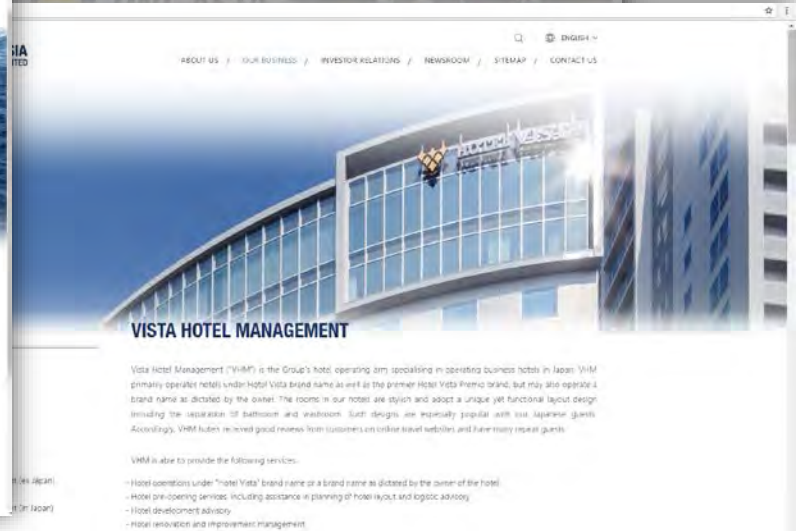 SIA
ITED
ENGLISH
ABOUT US / OUR BUSINESS / INVESTOR RELATIONS / NEWSROOM / SITEMAP / CONTACT US
HOTEL VISTA
VISTA HOTEL MANAGEMENT
Vista Hotel Management ("VHM") is the Group's hotel operating arm specialising in operating business hotels in Japan. VHM
primarily operates hotels under Hotel Vista brand name as well as the premier Hotel Vista Premio brand, but may also operate a
brand name as dictated by the owner. The rooms in our hotels are stylish and adopt a unique yet functional layout design
including the separation of bathroom and washroom. Such designs are especially popular with our Japanese guests.
Accordingly, VHM hotels received good reviews from customers on online travel websites and have many repeat guests.
VHM is able to provide the following services:
- Hotel operations under "Hotel Vista" brand name or a brand name as dictated by the owner of the hotel
- Hotel pre-opening services, including assistance in planning of hotel layout and logistic advisory
- Hotel development advisory
- Hotel renovation and improvement management
t (ex Japan)
t (in Japan)